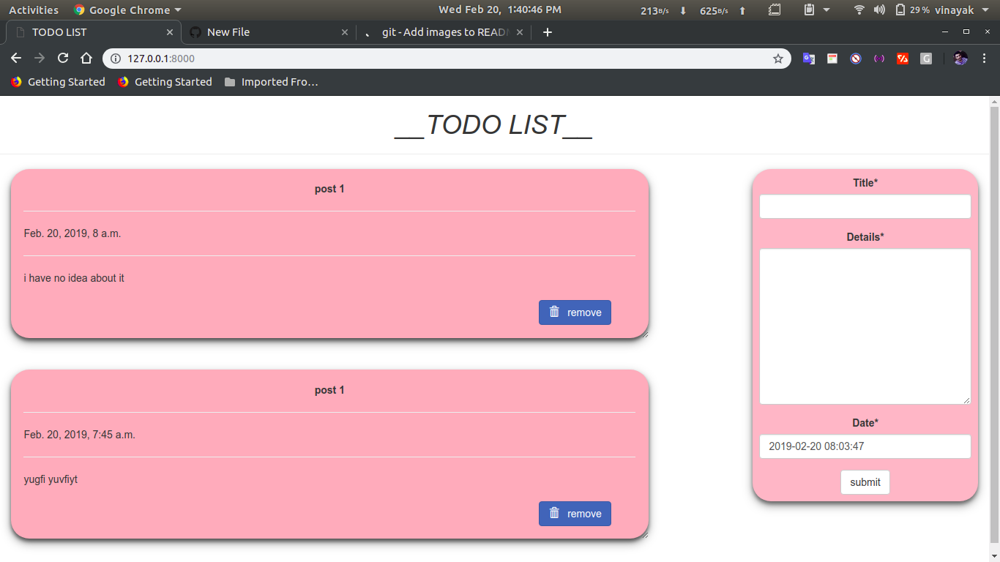 Activities Google Chrome Wed Feb 20, 1:40:46 PM 213B/s 625B/s 29 % vinayak
TODO LIST New File git - Add images to READM
127.0.0.1:8000
Getting Started Getting Started Imported Fro…
__TODO LIST__
post 1
Feb. 20, 2019, 8 a.m.
i have no idea about it
remove
post 1
Feb. 20, 2019, 7:45 a.m.
yugfi yuvfiyt
remove
Title*
Details*
Date*
2019-02-20 08:03:47
submit